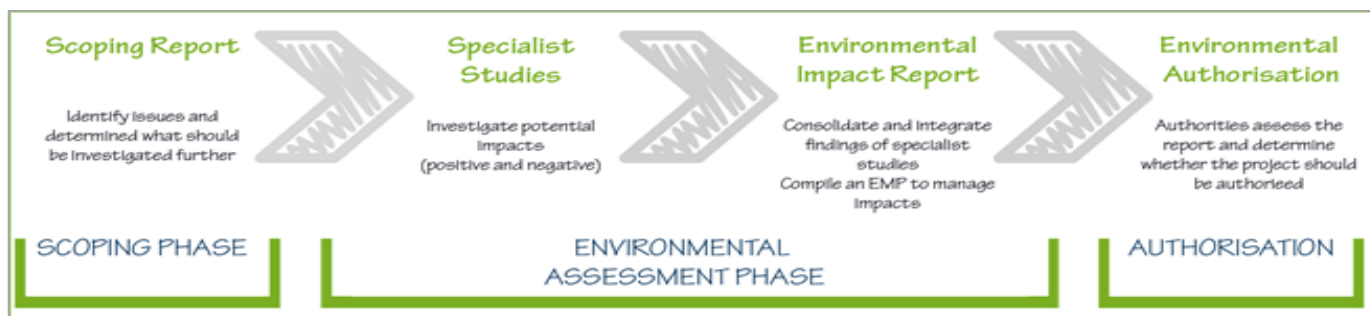 Scoping Report
Identify issues and
determined what should
be investigated further
Specialist
Studies
Investigate potential
impacts
(positive and negative)
Environmental
Impact Report
Consolidate and integrate
findings of specialist
studies
Compile an EMP to manage
impacts
Environmental
Authorisation
Authorities assess the
report and determine
whether the project should
be authorised
SCOPING PHASE
ENVIRONMENTAL
ASSESSMENT PHASE
AUTHORISATION